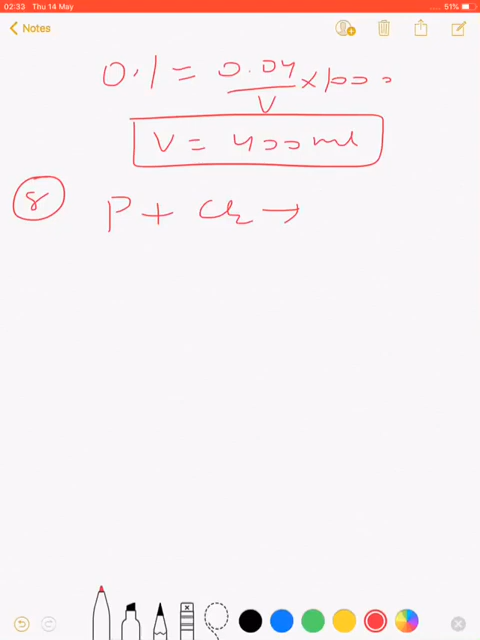 02:33 Thu 14 May 51%
Notes
0.1 = 0.04/V × 1000
V = 400 ml
8 P + Cl₂ →